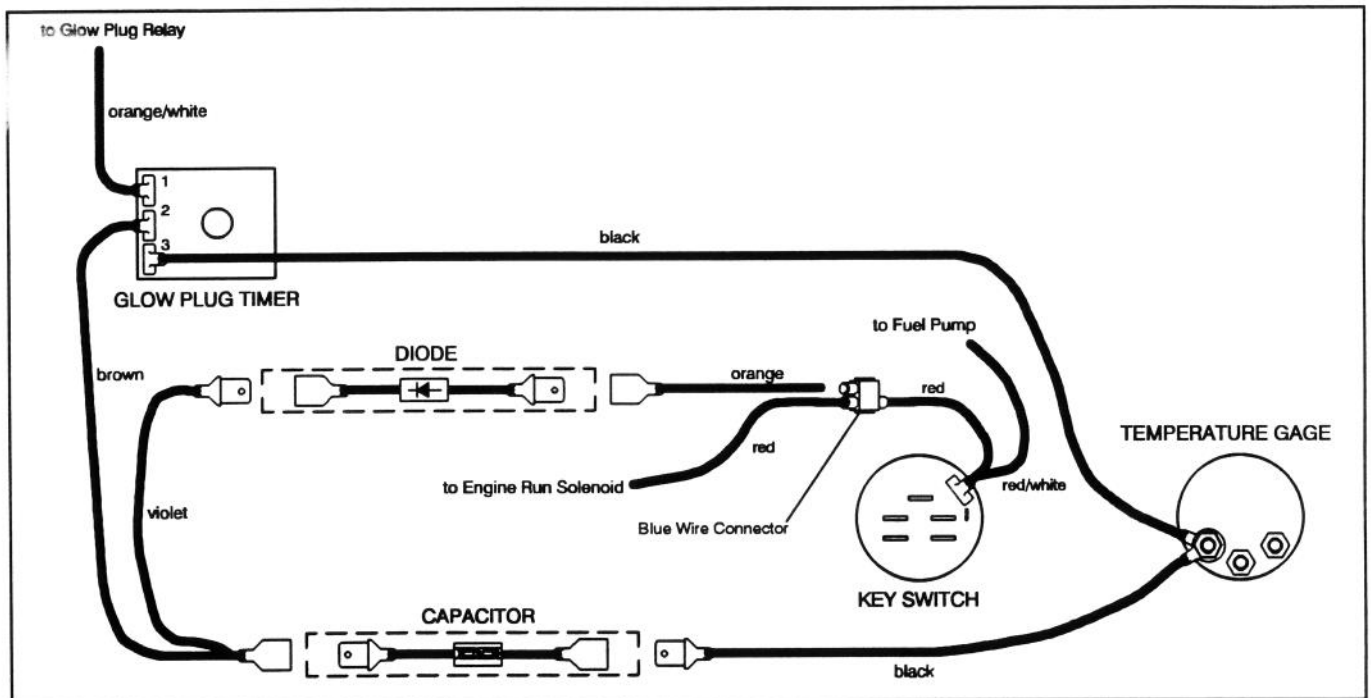 to Glow Plug Relay
orange/white
1
2
3
GLOW PLUG TIMER
black
to Fuel Pump
DIODE
brown
orange
red
TEMPERATURE GAGE
red
to Engine Run Solenoid
red/white
violet
Blue Wire Connector
I
KEY SWITCH
CAPACITOR
black